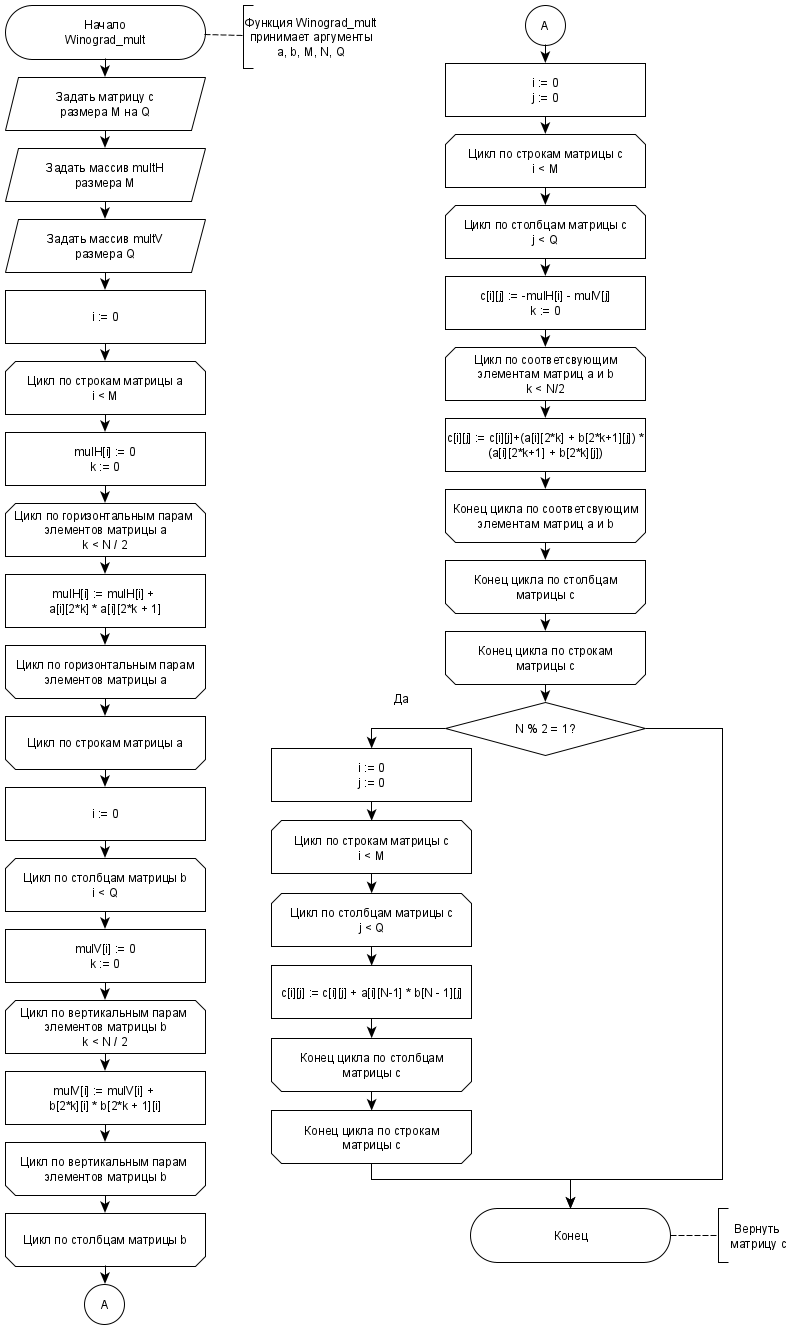 Начало
Winograd_mult
Функция Winograd_mult
принимает аргументы
a, b, M, N, Q
Задать матрицу c
размера M на Q
Задать массив multH
размера M
Задать массив multV
размера Q
i := 0
Цикл по строкам матрицы a
i < M
mulH[i] := 0
k := 0
Цикл по горизонтальным парам
элементов матрицы a
k < N / 2
mulH[i] := mulH[i] +
a[i][2*k] * a[i][2*k + 1]
Цикл по горизонтальным парам
элементов матрицы a
Цикл по строкам матрицы a
i := 0
Цикл по столбцам матрицы b
i < Q
mulV[i] := 0
k := 0
Цикл по вертикальным парам
элементов матрицы b
k < N / 2
mulV[i] := mulV[i] +
b[2*k][i] * b[2*k + 1][i]
Цикл по вертикальным парам
элементов матрицы b
Цикл по столбцам матрицы b
A
A
i := 0
j := 0
Цикл по строкам матрицы c
i < M
Цикл по столбцам матрицы c
j < Q
c[i][j] := -mulH[i] - mulV[j]
k := 0
Цикл по соответсвующим
элементам матриц a и b
k < N/2
c[i][j] := c[i][j]+(a[i][2*k] + b[2*k+1][j]) *
(a[i][2*k+1] + b[2*k][j])
Конец цикла по соответсвующим
элементам матриц a и b
Конец цикла по столбцам
матрицы c
Конец цикла по строкам
матрицы c
Да
N % 2 = 1?
i := 0
j := 0
Цикл по строкам матрицы c
i < M
Цикл по столбцам матрицы c
j < Q
c[i][j] := c[i][j] + a[i][N-1] * b[N - 1][j]
Конец цикла по столбцам
матрицы c
Конец цикла по строкам
матрицы c
Конец
Вернуть
матрицу c